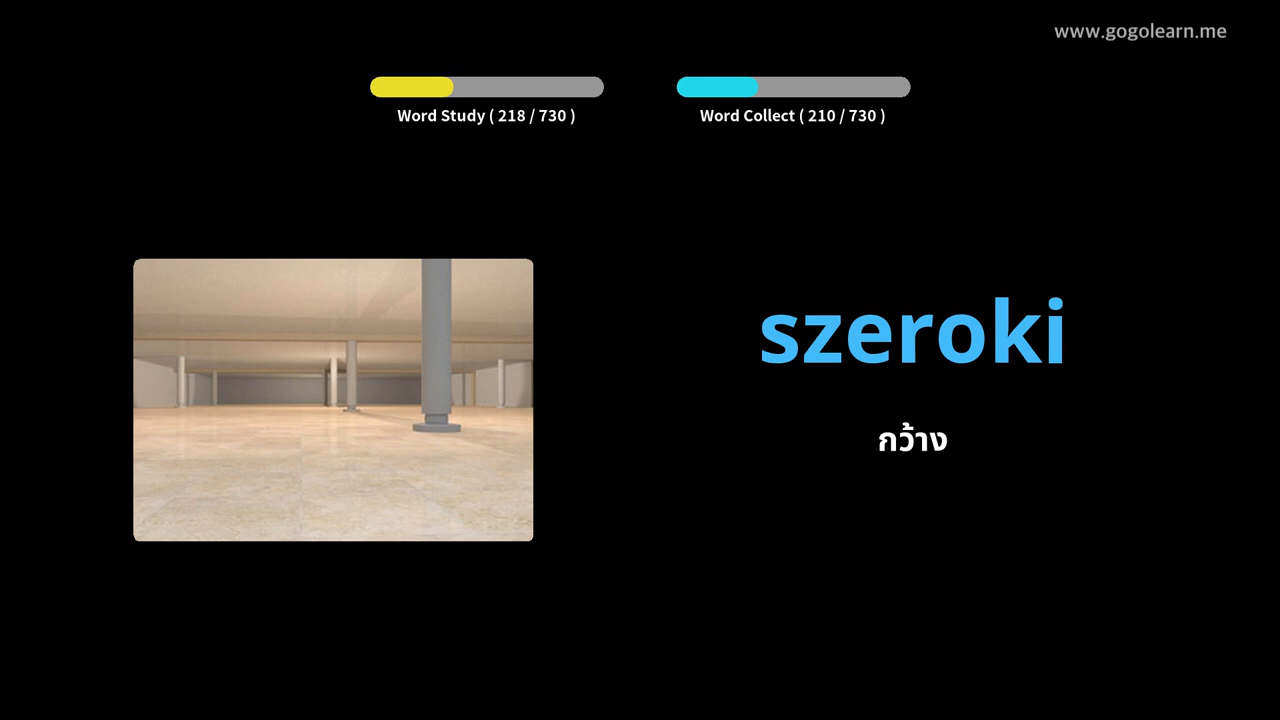 www.gogolearn.me
Word Study ( 218 / 730 )
Word Collect ( 210 / 730 )
szeroki
กว้าง